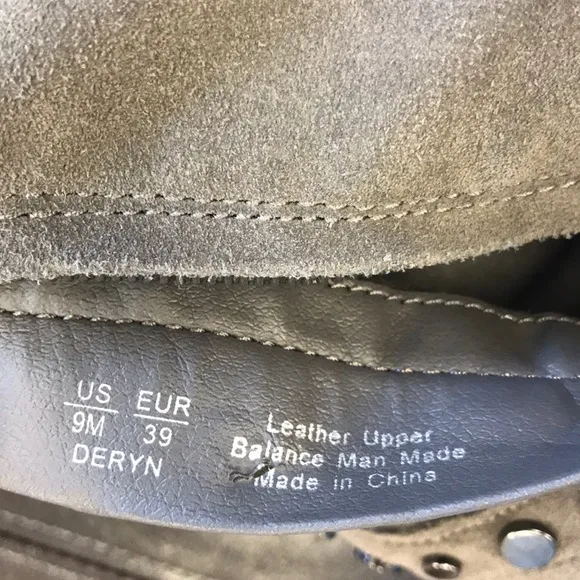 US EUR
9M 39
DERYN
Leather Upper
Balance Man Made
Made in China